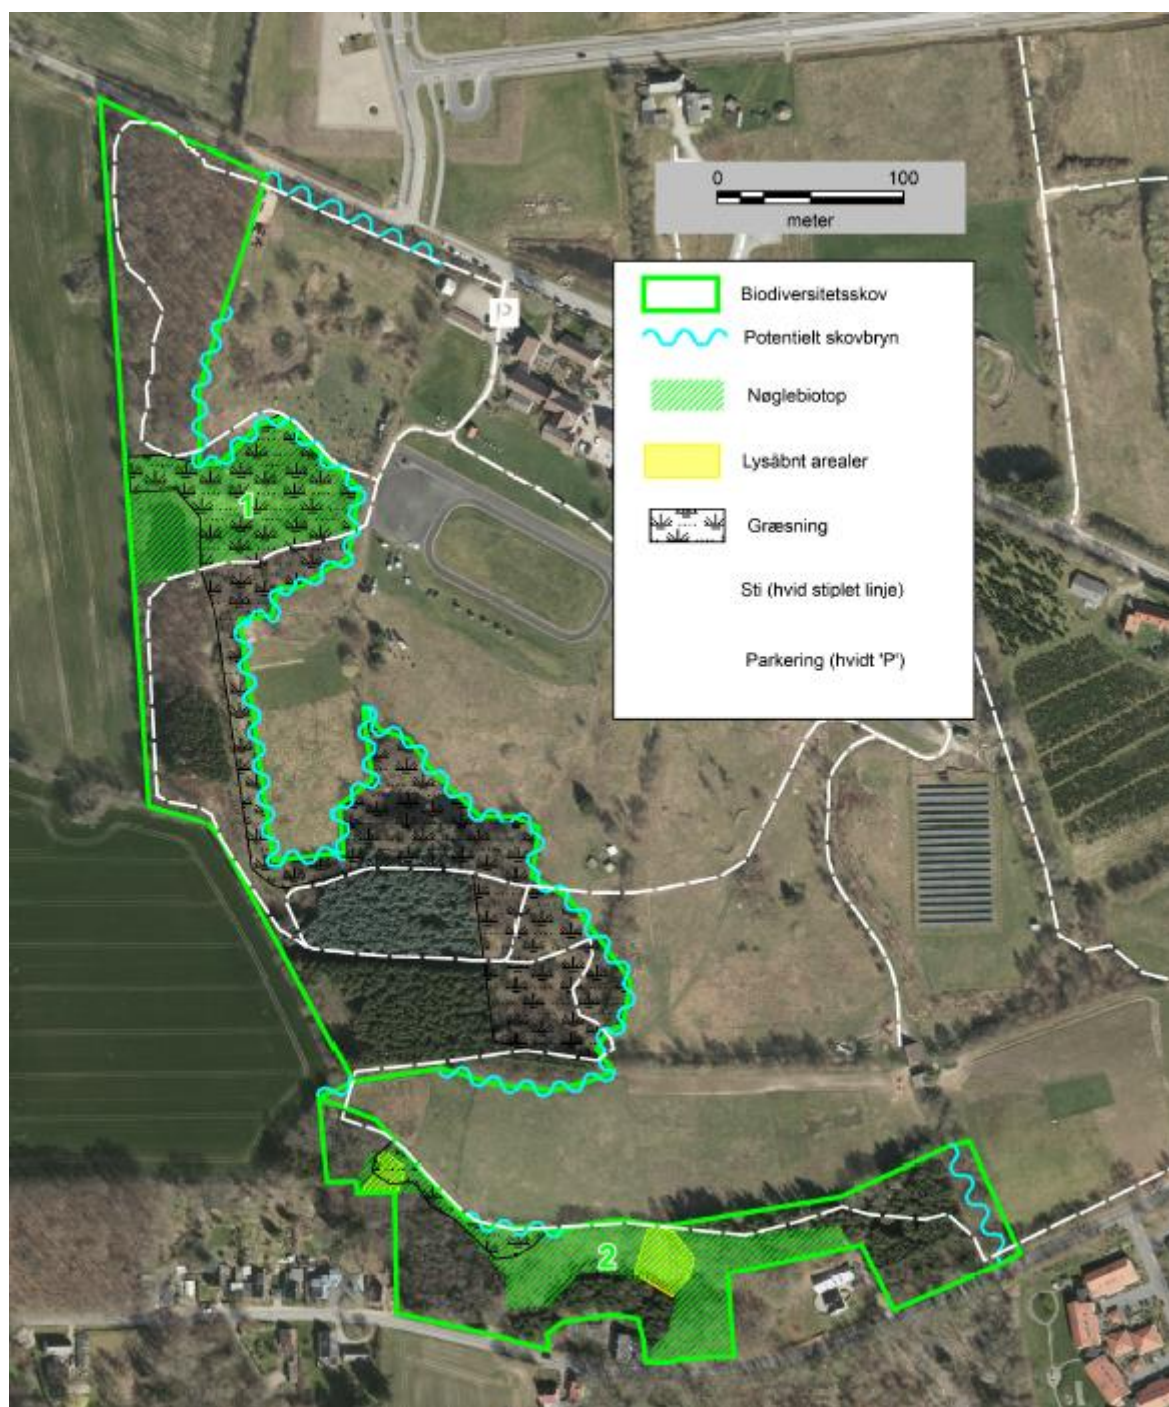 0 100
meter
P
Biodiversitetsskov
Potentielt skovbryn
Nøglebiotop
Lysåbnt arealer
Græsning
Sti (hvid stiplet linje)
Parkering (hvidt 'P')
1
2